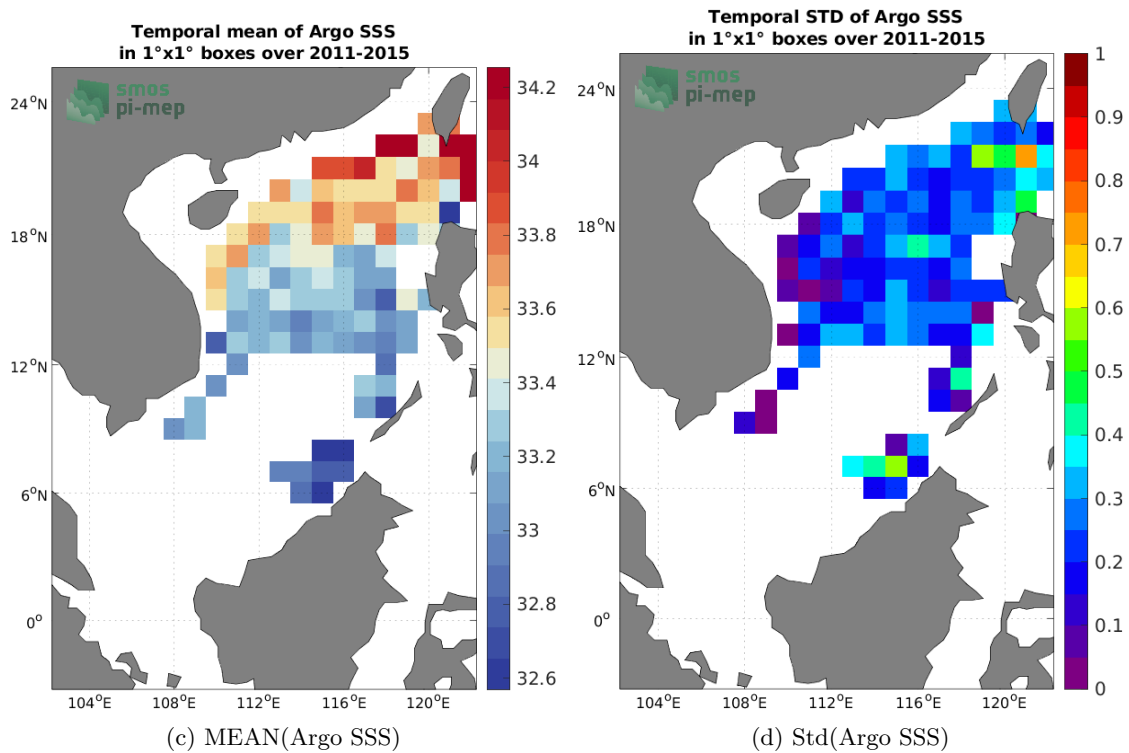 Temporal mean of Argo SSS
in 1°x1° boxes over 2011-2015
smos
pi-mep
24°N
18°N
12°N
6°N
0°
104°E
108°E
112°E
116°E
120°E
34.2
34
33.8
33.6
33.4
33.2
33
32.8
32.6
(c) MEAN(Argo SSS)
Temporal STD of Argo SSS
in 1°x1° boxes over 2011-2015
smos
pi-mep
24°N
18°N
12°N
6°N
0°
104°E
108°E
112°E
116°E
120°E
1
0.9
0.8
0.7
0.6
0.5
0.4
0.3
0.2
0.1
0
(d) Std(Argo SSS)